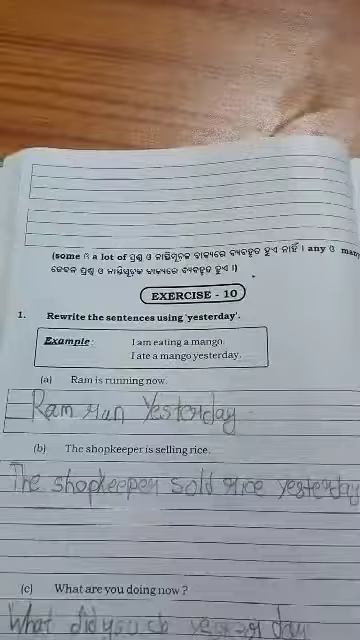 (some ଓ a lot of ପ୍ରଶ୍ନ ଓ ନାସ୍ତିସୂଚକ ବାକ୍ୟରେ ବ୍ୟବହୃତ ହୁଏ ନାହିଁ । any ଓ many
କେବଳ ପ୍ରଶ୍ନ ଓ ନାସ୍ତିସୂଚକ ବାକ୍ୟରେ ବ୍ୟବହୃତ ହୁଏ ।)
EXERCISE - 10
1. Rewrite the sentences using 'yesterday'.
Example: I am eating a mango.
I ate a mango yesterday.
(a) Ram is running now.
Ram run Yesterday
(b) The shopkeeper is selling rice.
The shopkeeper sold rice yesterday
(c) What are you doing now ?
What did you